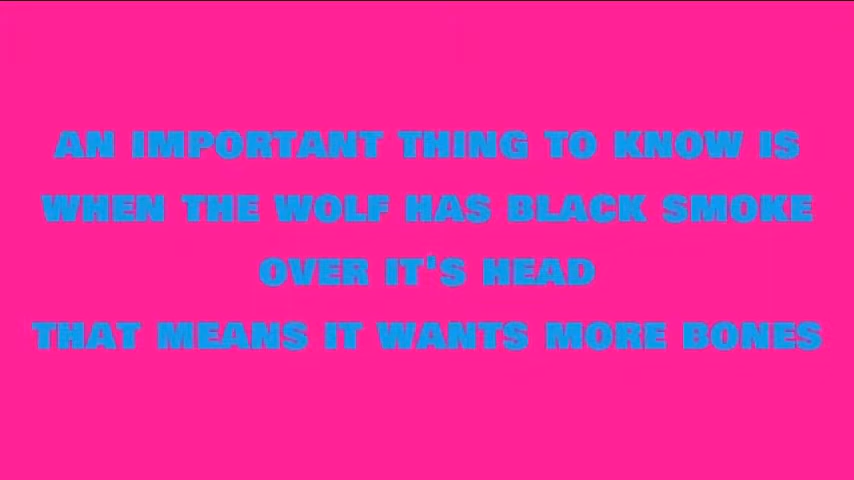 AN IMPORTANT THING TO KNOW IS
WHEN THE WOLF HAS BLACK SMOKE
OVER IT'S HEAD
THAT MEANS IT WANTS MORE BONES